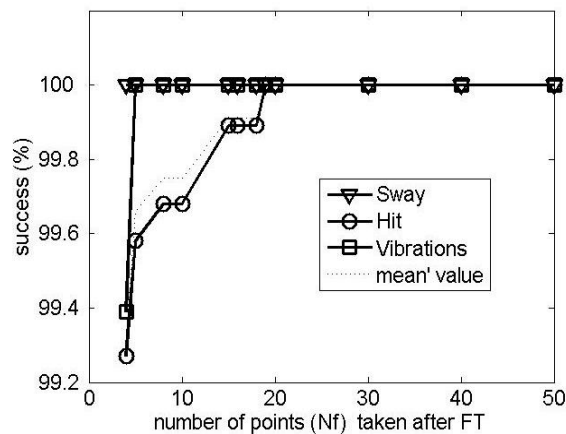 100
99.8
99.6
99.4
99.2
success (%)
Sway
Hit
Vibrations
mean' value
0 10 20 30 40 50
number of points (Nf) taken after FT